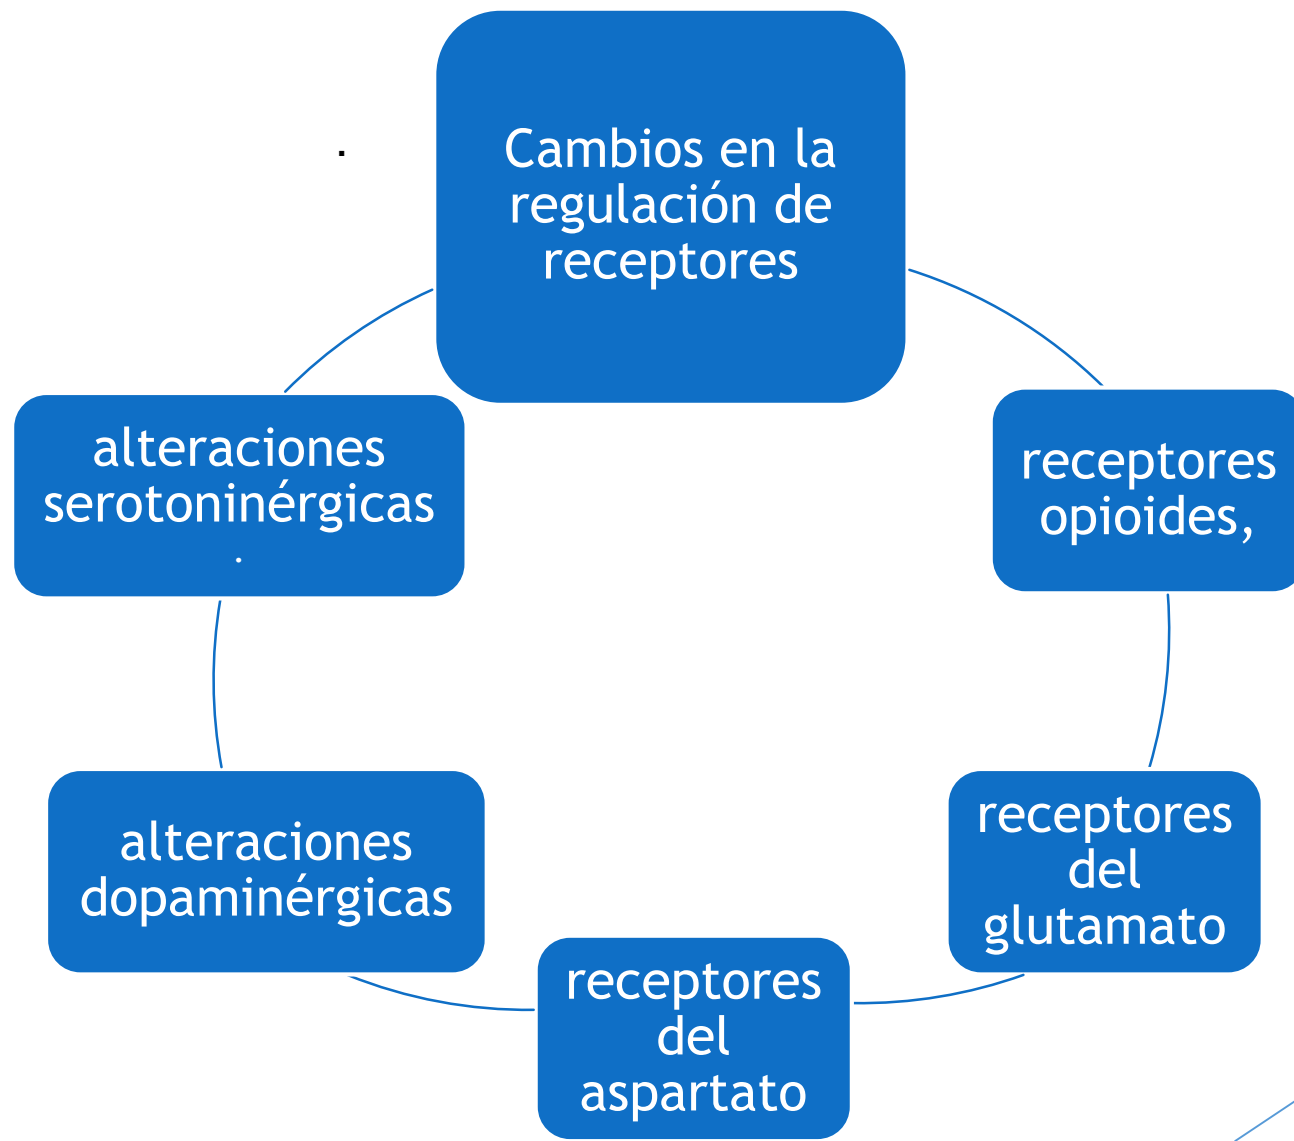 .
Cambios en la
regulación de
receptores
receptores
opioides,
receptores
del
glutamato
receptores
del
aspartato
alteraciones
dopaminérgicas
alteraciones
serotoninérgicas
.